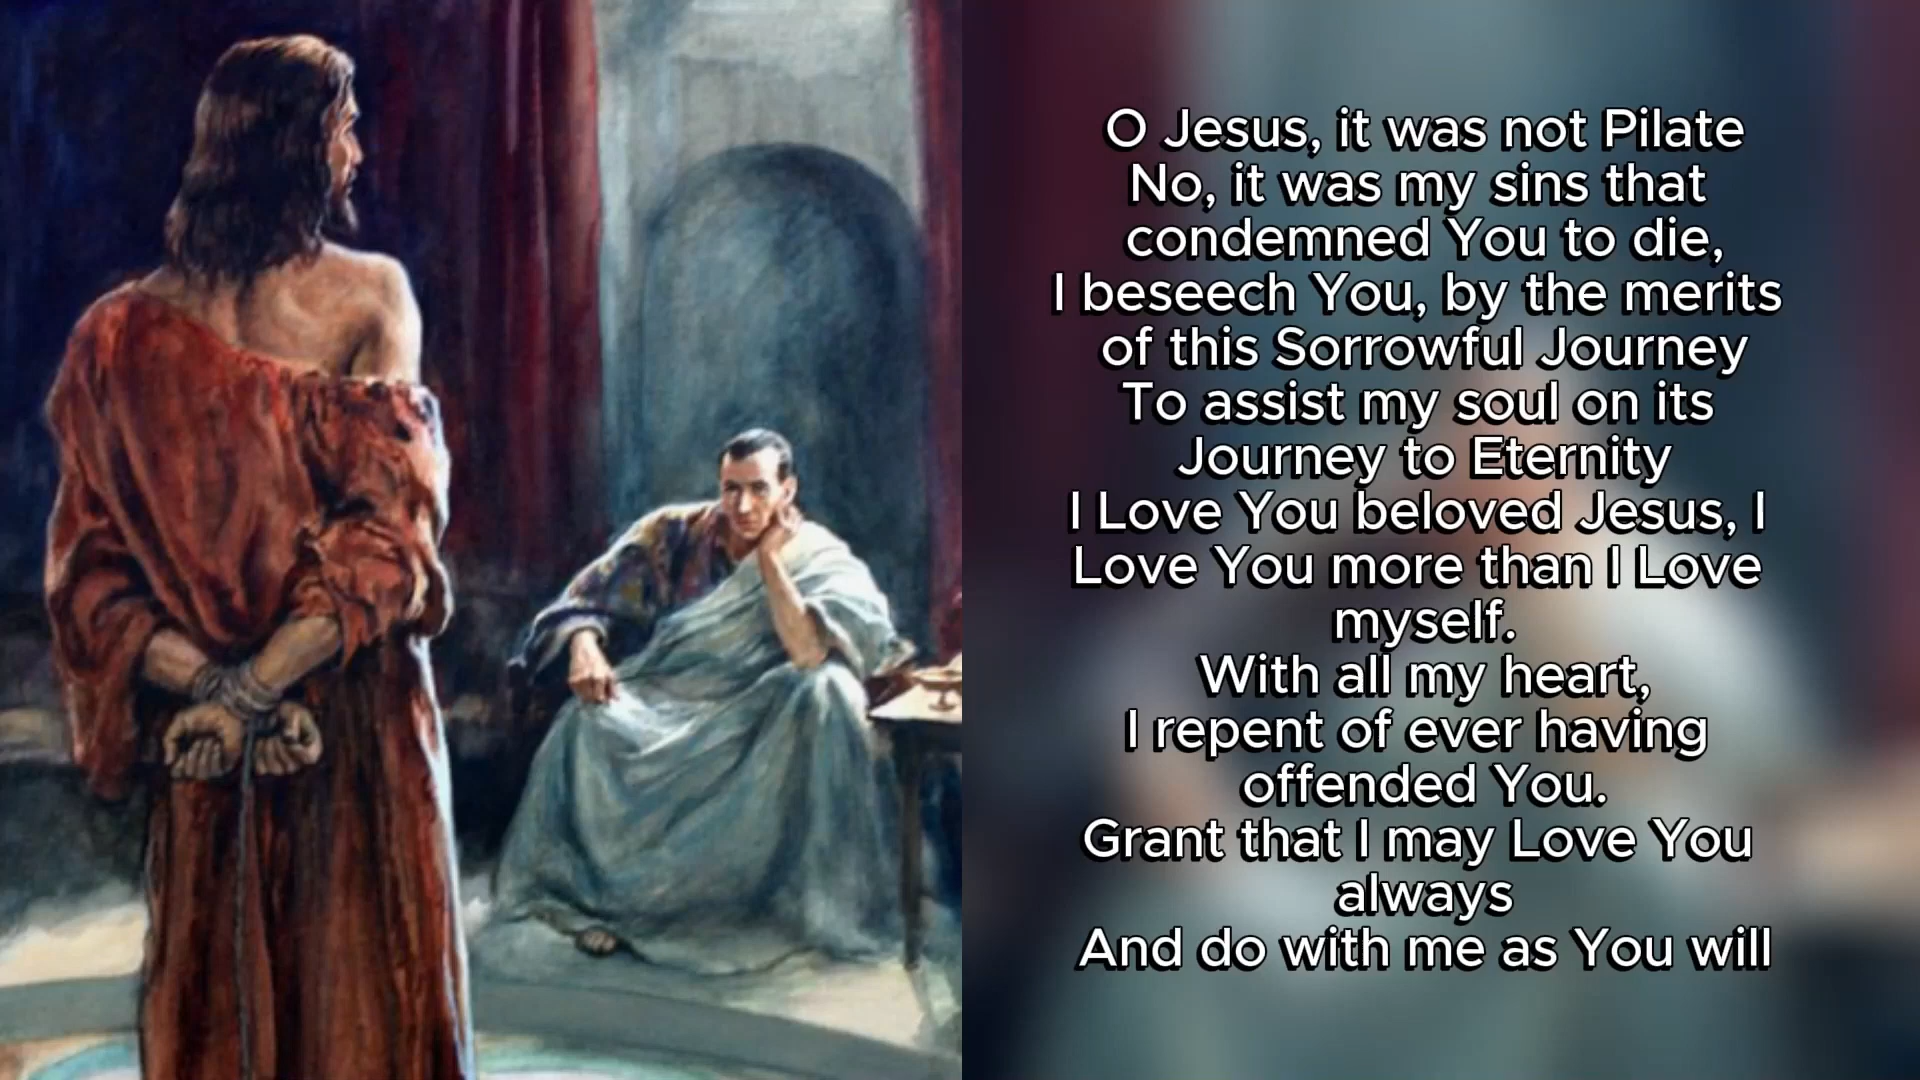 O Jesus, it was not Pilate
No, it was my sins that
condemned You to die,
I beseech You, by the merits
of this Sorrowful Journey
To assist my soul on its
Journey to Eternity
I Love You beloved Jesus, I
Love You more than I Love
myself.
With all my heart,
I repent of ever having
offended You.
Grant that I may Love You
always
And do with me as You will